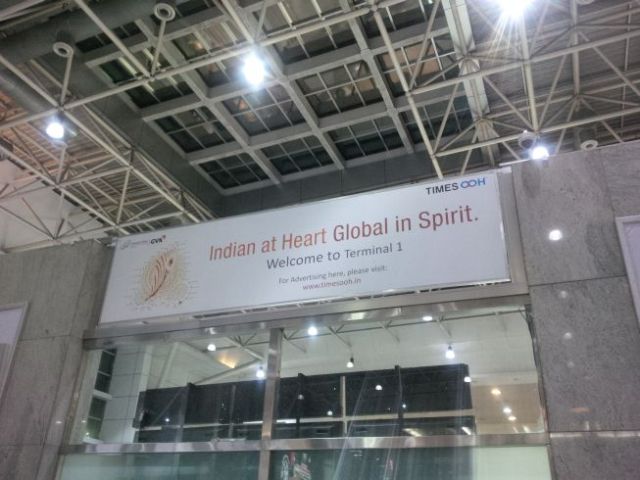 TIMES OOH
GVK
Indian at Heart Global in Spirit.
Welcome to Terminal 1
For Advertising here, please visit:
www.timesooh.in